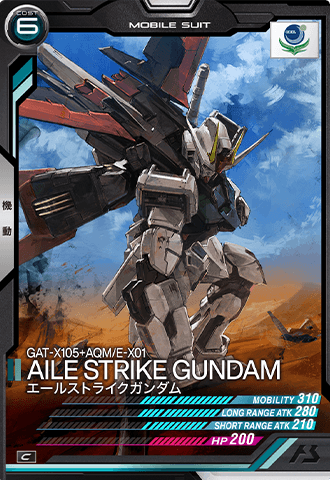 COST
6
MOBILE SUIT
機動
GAT-X105+AQM/E-X01
AILE STRIKE GUNDAM
エールストライクガンダム
MOBILITY 310
LONG RANGE ATK 280
SHORT RANGE ATK 210
HP 200
C